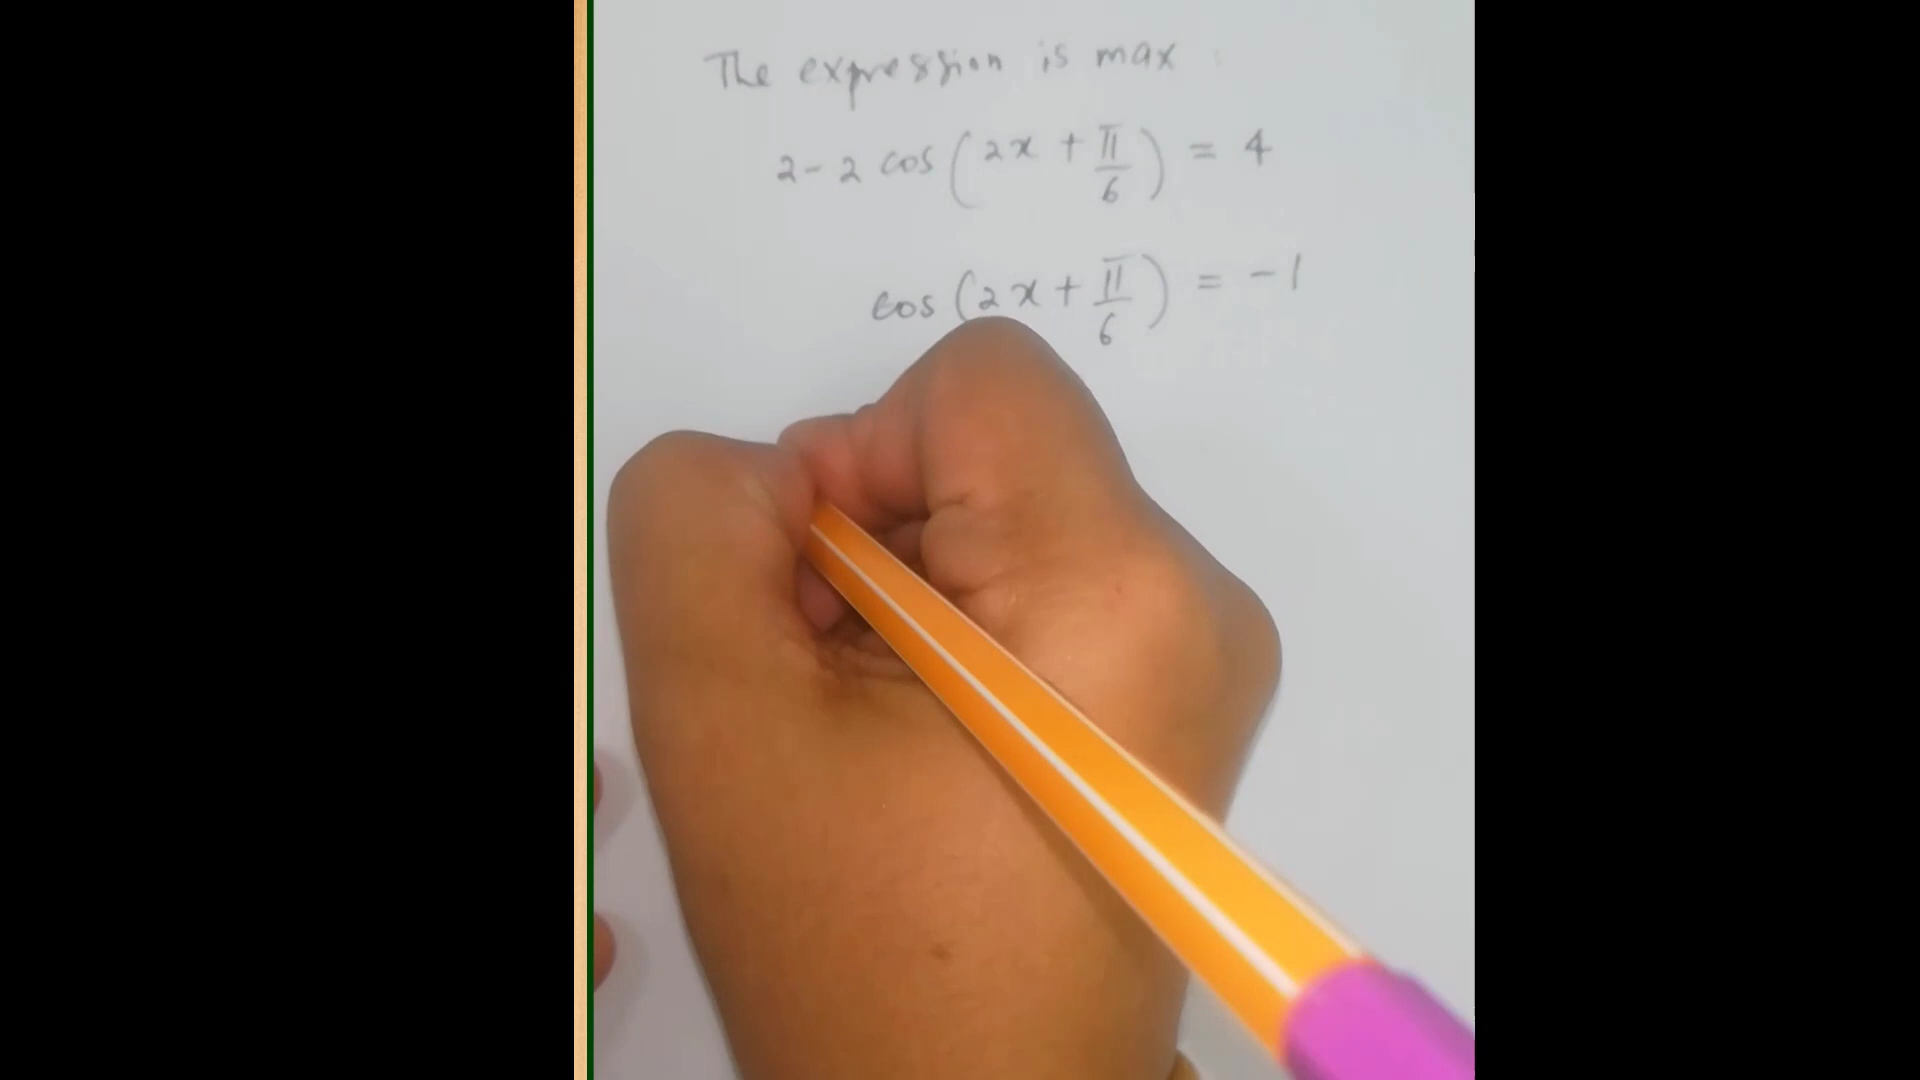 The expression is max :
2 - 2 cos (2x + π/6) = 4
cos (2x + π/6) = -1